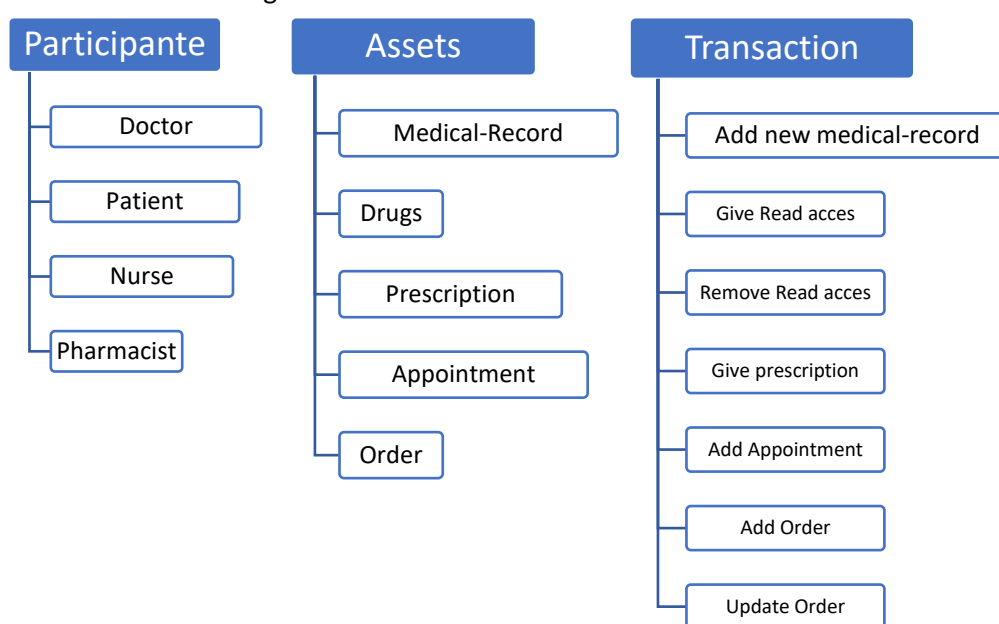 Participante
Doctor
Patient
Nurse
Pharmacist
Assets
Medical-Record
Drugs
Prescription
Appointment
Order
Transaction
Add new medical-record
Give Read acces
Remove Read acces
Give prescription
Add Appointment
Add Order
Update Order